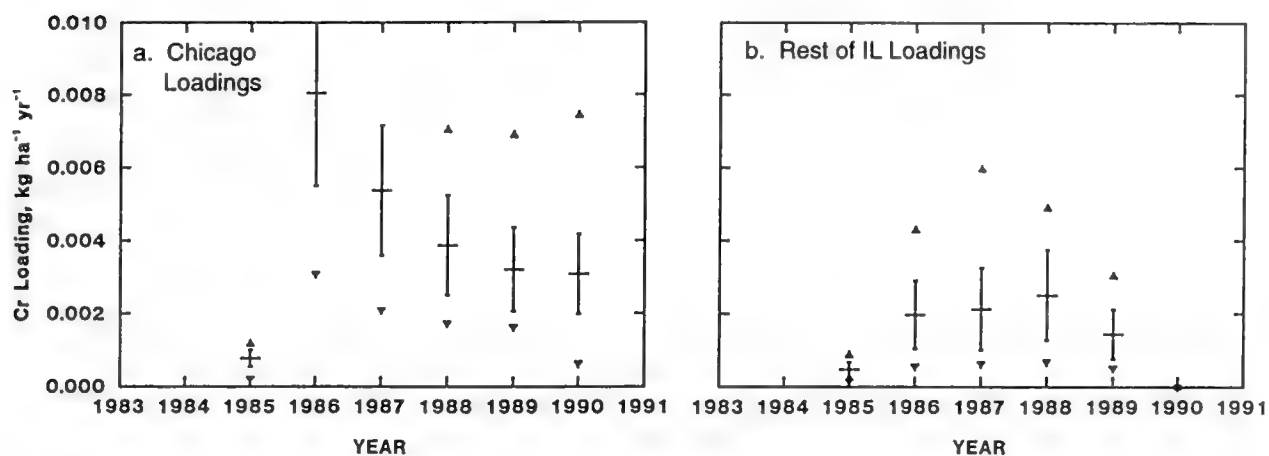 a. Chicago
Loadings
b. Rest of IL Loadings
Cr Loading, kg ha⁻¹ yr⁻¹
0.010
0.008
0.006
0.004
0.002
0.000
1983 1984 1985 1986 1987 1988 1989 1990 1991
1983 1984 1985 1986 1987 1988 1989 1990 1991
YEAR
YEAR